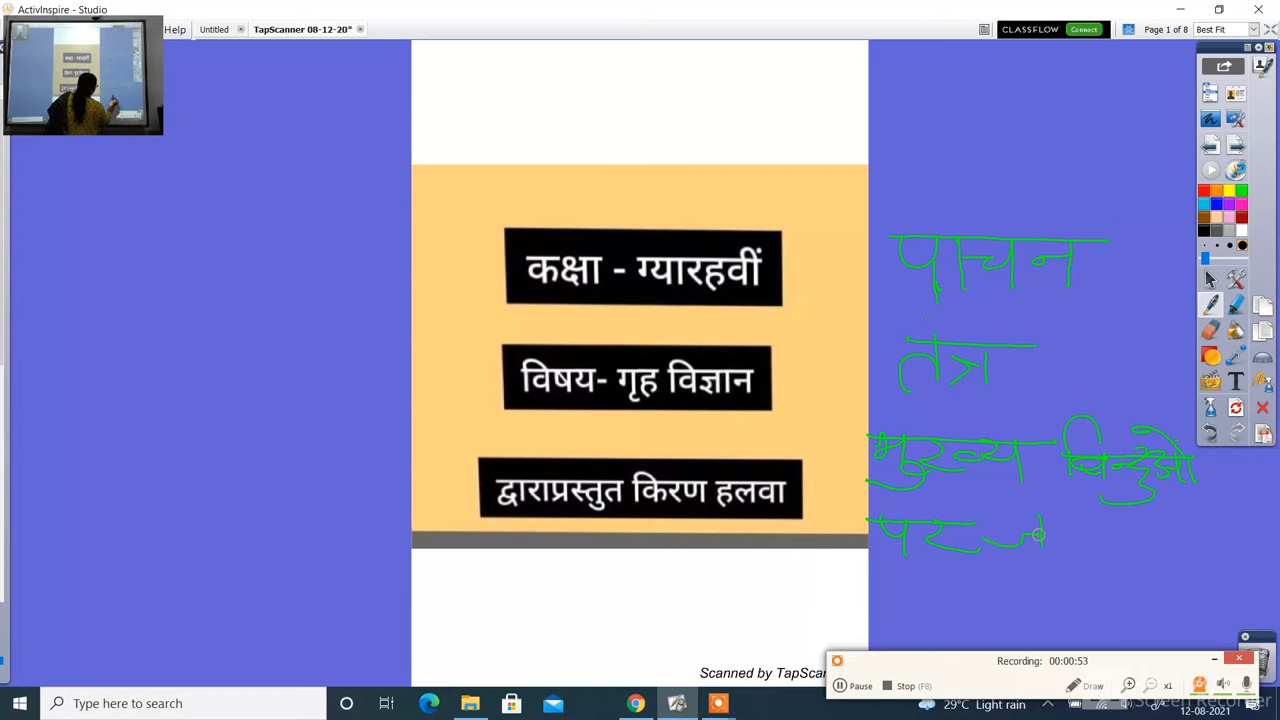 ActivInspire - Studio
Help
Untitled
TapScanner 08-12-20*
CLASSFLOW
Connect
Page 1 of 8
Best Fit
कक्षा - ग्यारहवीं
विषय- गृह विज्ञान
द्वाराप्रस्तुत किरण हलवा
पाचन
तंत्र
मुख्य बिन्दुओ
पर
Scanned by TapScan
Recording: 00:00:53
Pause
Stop (F8)
Draw
x1
Type here to search
29°C Light rain
12-08-2021